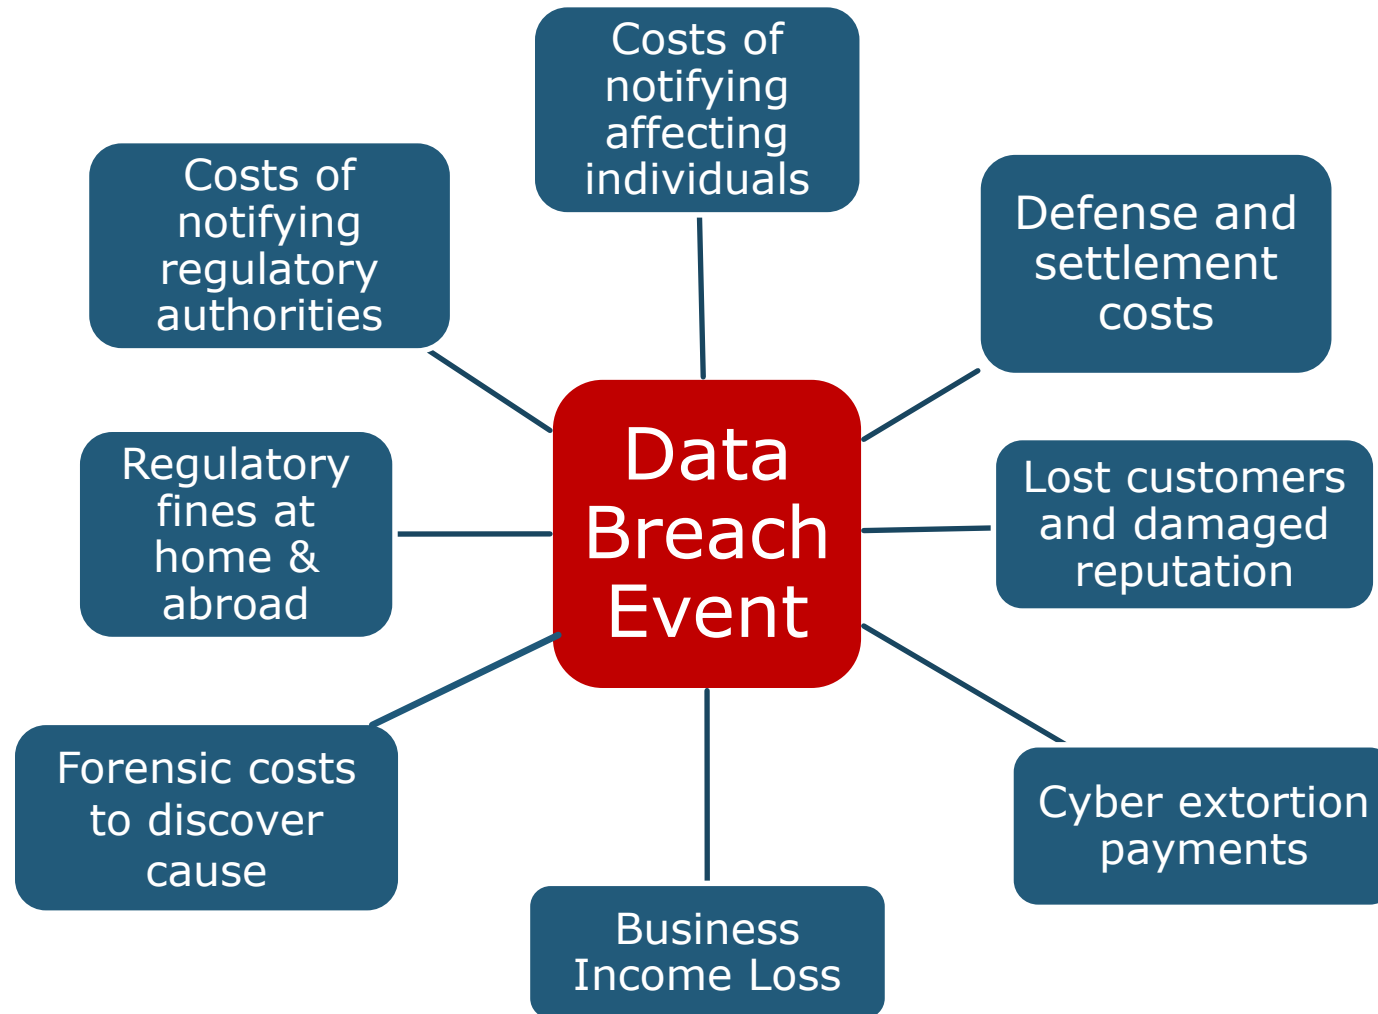 Costs of
notifying
affecting
individuals
Costs of
notifying
regulatory
authorities
Defense and
settlement
costs
Data
Breach
Event
Regulatory
fines at
home &
abroad
Lost customers
and damaged
reputation
Forensic costs
to discover
cause
Cyber extortion
payments
Business
Income Loss